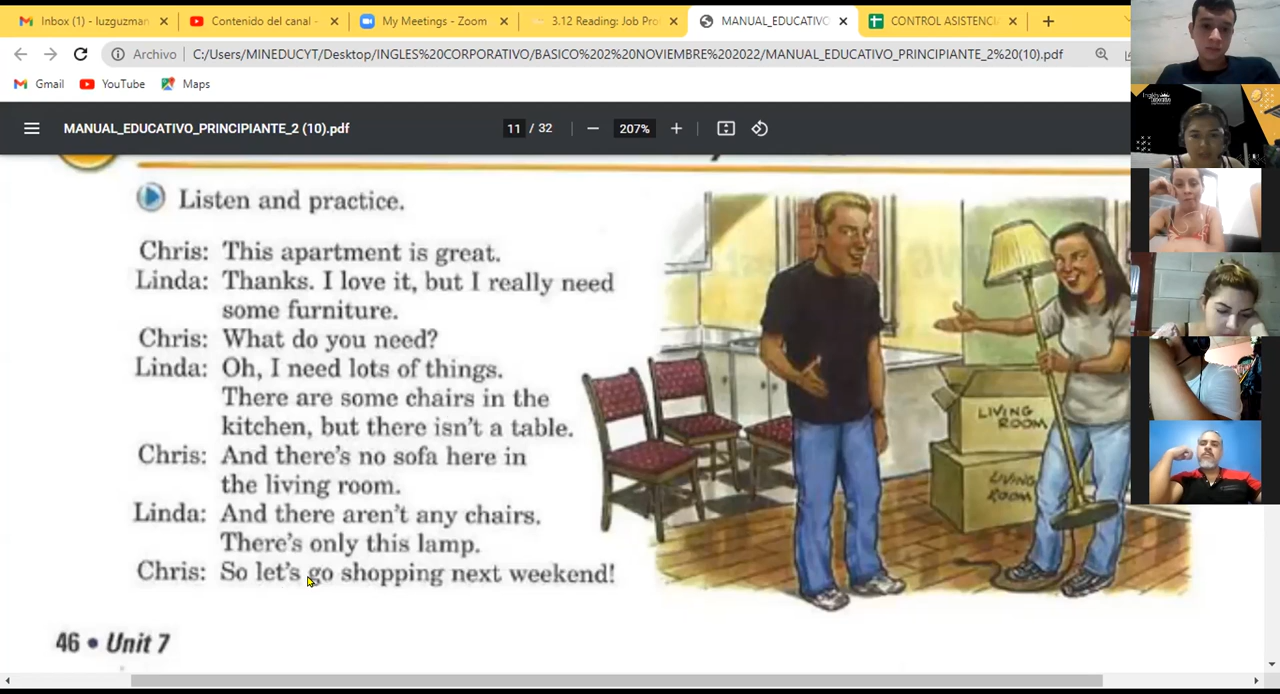 Inbox (1) - luzguzman
Contenido del canal -
My Meetings - Zoom
3.12 Reading: Job Pro
MANUAL_EDUCATIVO
CONTROL ASISTENCI
Archivo
C:/Users/MINEDUCYT/Desktop/INGLES%20CORPORATIVO/BASICO%202%20NOVIEMBRE%202022/MANUAL_EDUCATIVO_PRINCIPIANTE_2%20(10).pdf
Gmail
YouTube
Maps
MANUAL_EDUCATIVO_PRINCIPIANTE_2 (10).pdf
11 / 32
207%
Listen and practice.
Chris: This apartment is great.
Linda: Thanks. I love it, but I really need
some furniture.
Chris: What do you need?
Linda: Oh, I need lots of things.
There are some chairs in the
kitchen, but there isn't a table.
Chris: And there's no sofa here in
the living room.
Linda: And there aren't any chairs.
There's only this lamp.
Chris: So let's go shopping next weekend!
LIVING
ROOM
LIVING
ROOM
46 • Unit 7